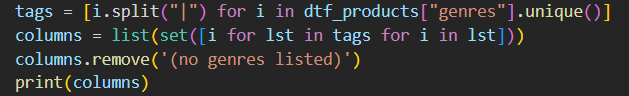 tags = [i.split("|") for i in dtf_products["genres"].unique()]
columns = list(set([i for lst in tags for i in lst]))
columns.remove('(no genres listed)')
print(columns)